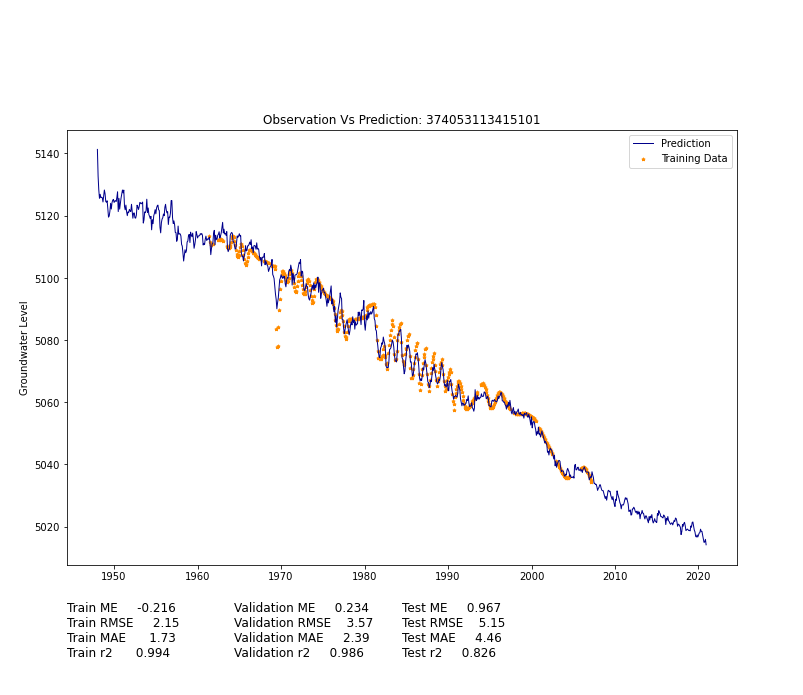 Observation Vs Prediction: 374053113415101
Prediction
Training Data
Groundwater Level
5140
5120
5100
5080
5060
5040
5020
1950 1960 1970 1980 1990 2000 2010 2020
Train ME -0.216 Validation ME 0.234 Test ME 0.967
Train RMSE 2.15 Validation RMSE 3.57 Test RMSE 5.15
Train MAE 1.73 Validation MAE 2.39 Test MAE 4.46
Train r2 0.994 Validation r2 0.986 Test r2 0.826